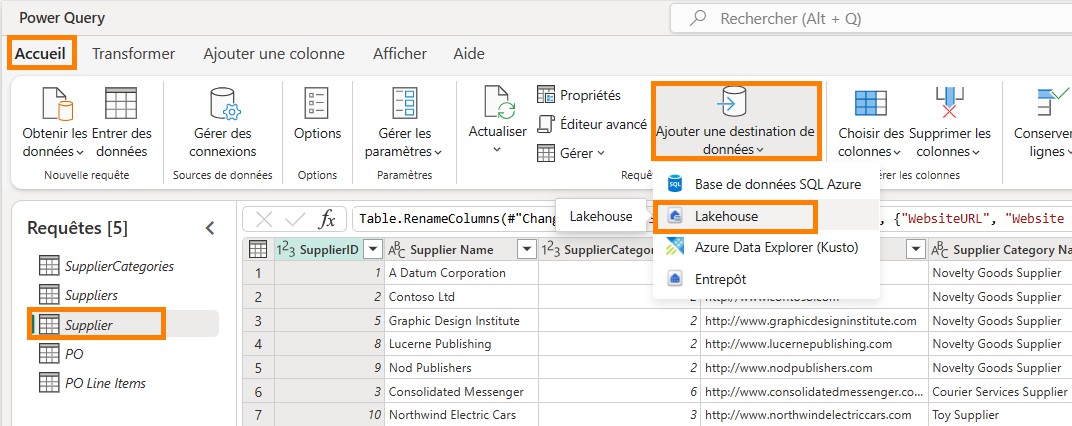 Power Query
Rechercher (Alt + Q)
Accueil Transformer Ajouter une colonne Afficher Aide
Obtenir les données
Entrer des données
Nouvelle requête
Gérer des connexions
Sources de données
Options
Options
Gérer les paramètres
Paramètres
Actualiser
Propriétés
Éditeur avancé
Gérer
Requê
Ajouter une destination de données
Choisir des colonnes
Supprimer les colonnes
Gérer les colonnes
Conserver lignes
Base de données SQL Azure
Lakehouse
Azure Data Explorer (Kusto)
Entrepôt
Lakehouse
Requêtes [5]
SupplierCategories
Suppliers
Supplier
PO
PO Line Items
fx Table.RenameColumns(#"Chang , {"WebsiteURL", "Website
SupplierID Supplier Name SupplierCateg Supplier Category Na
1 1 A Datum Corporation Novelty Goods Supplier
2 2 Contoso Ltd 2 Novelty Goods Supplier
3 5 Graphic Design Institute 2 http://www.graphicdesigninstitute.com Novelty Goods Supplier
4 8 Lucerne Publishing 2 http://www.lucernepublishing.com Novelty Goods Supplier
5 9 Nod Publishers 2 http://www.nodpublishers.com Novelty Goods Supplier
6 3 Consolidated Messenger 6 http://www.consolidatedmessenger.co... Courier Services Supplier
7 10 Northwind Electric Cars 3 http://www.northwindelectriccars.com Toy Supplier